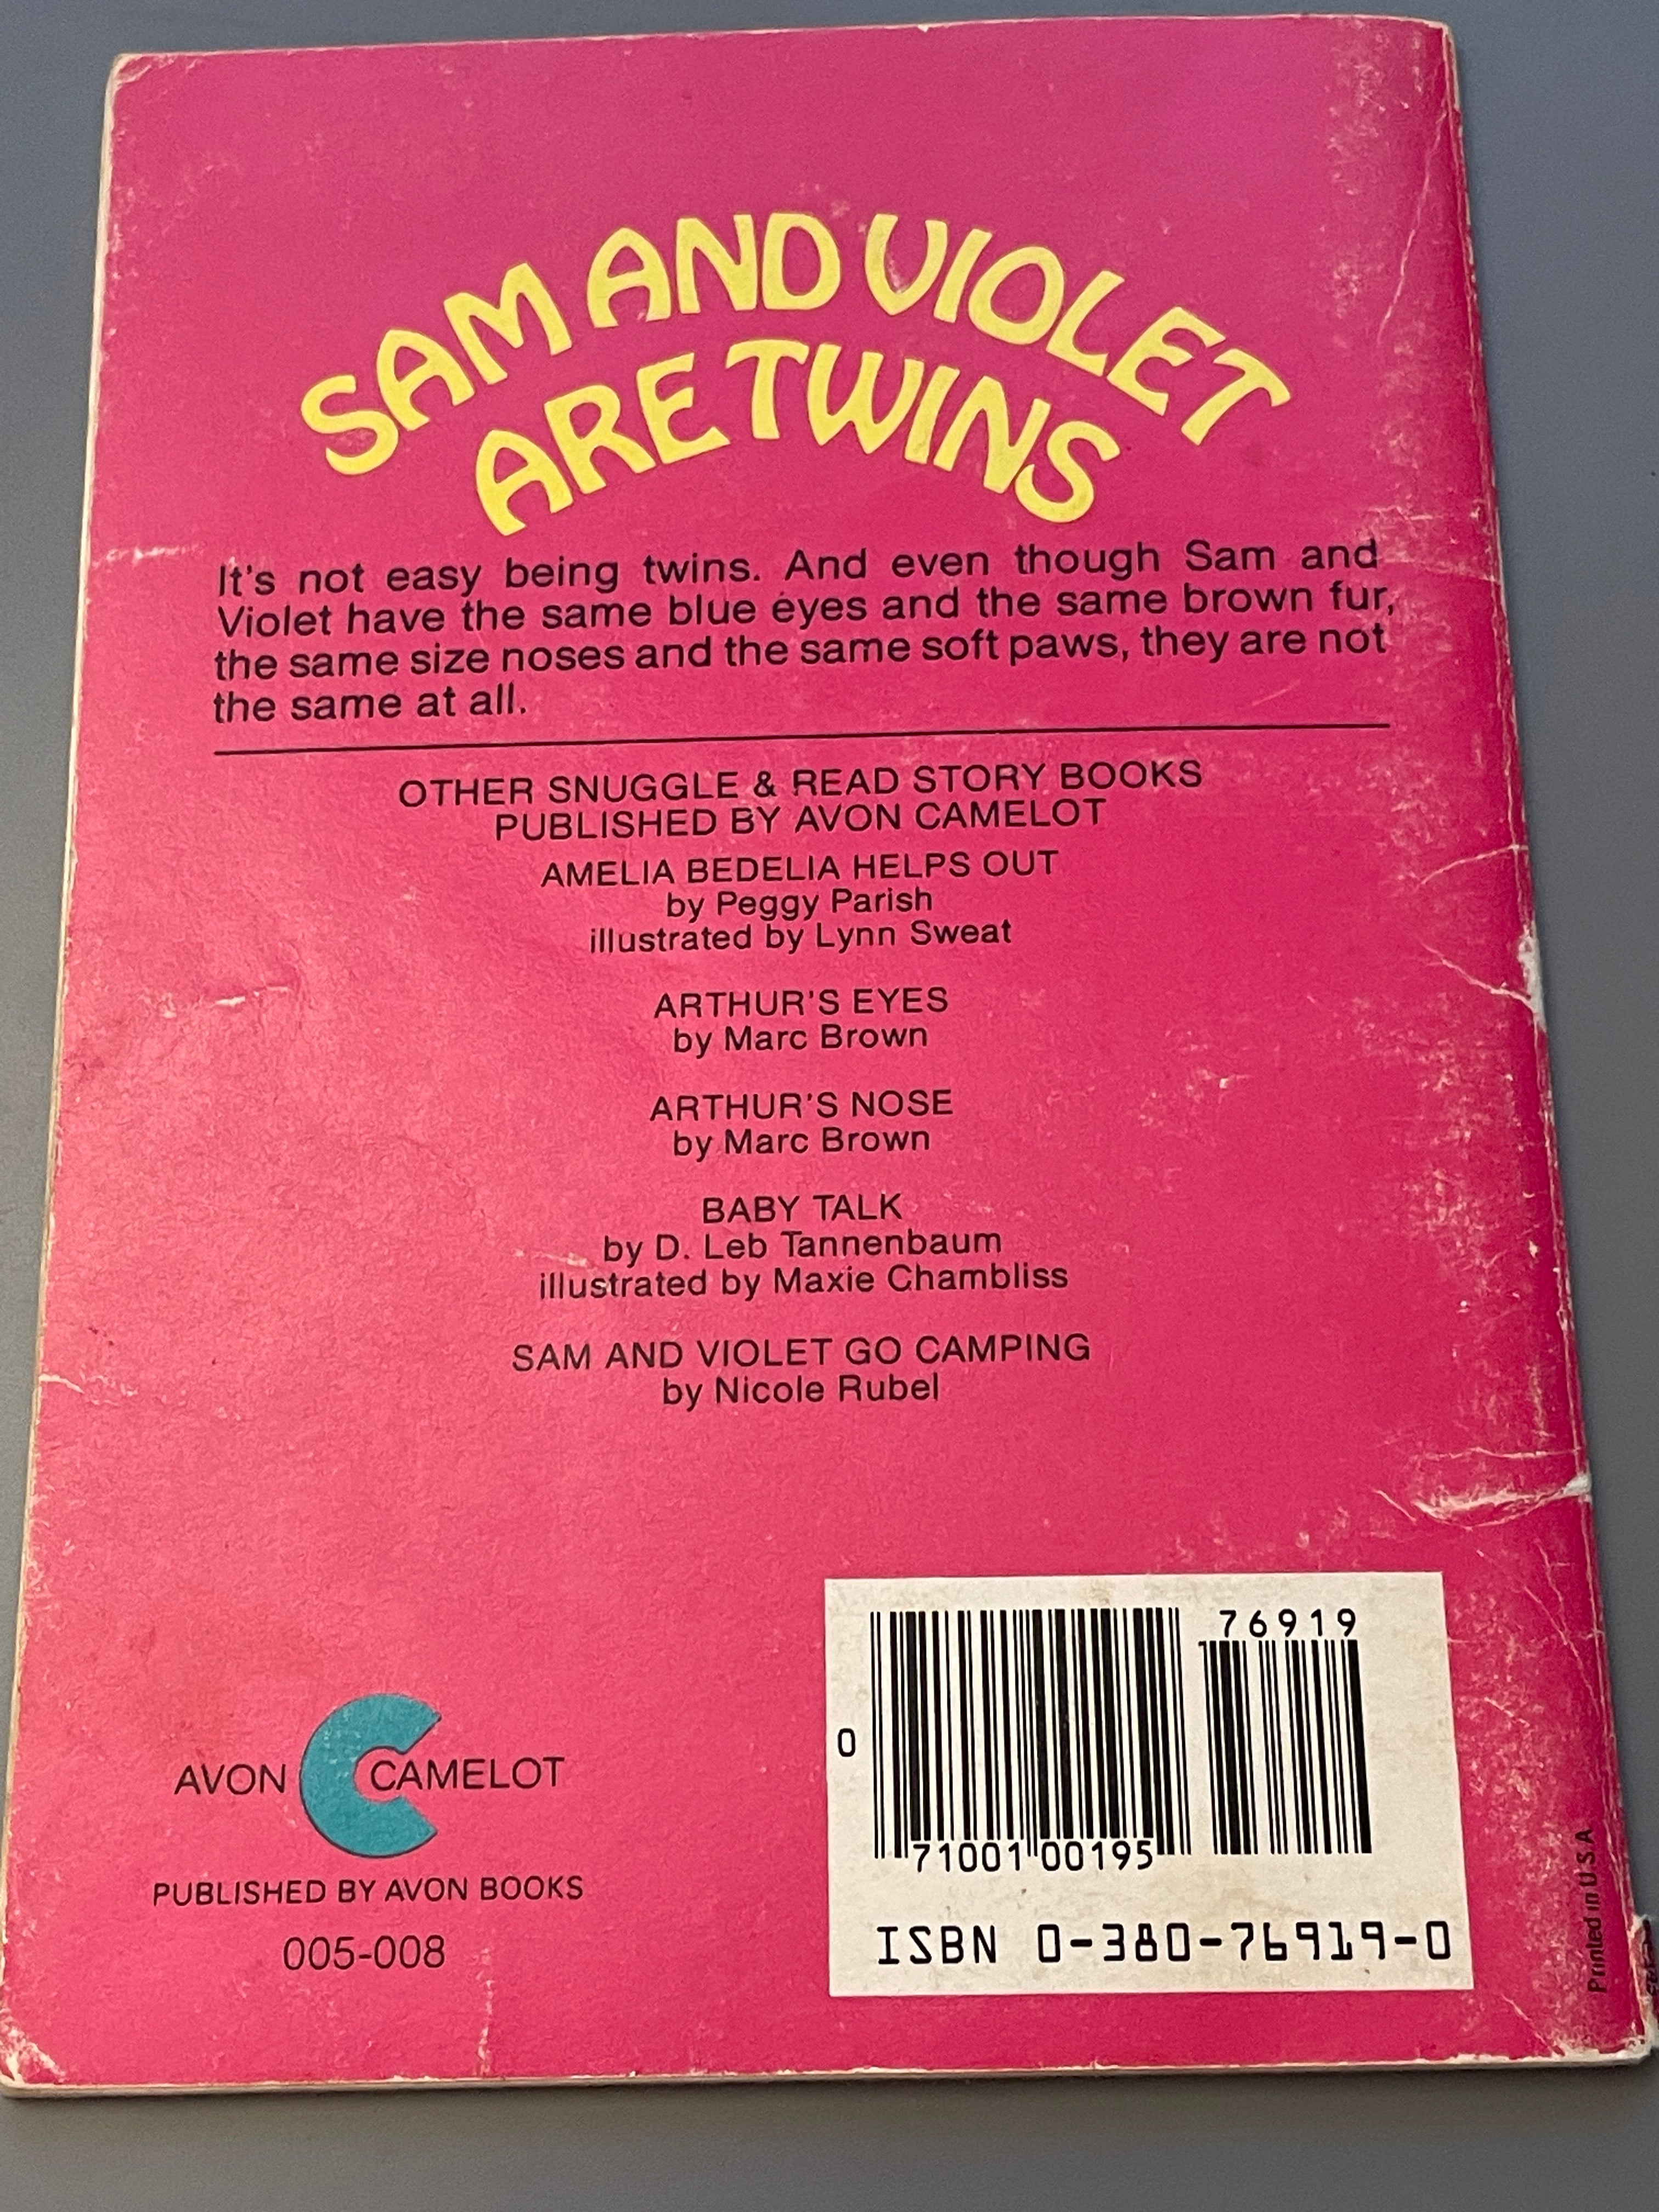 SAM AND VIOLET
ARE TWINS
It's not easy being twins. And even though Sam and
Violet have the same blue eyes and the same brown fur,
the same size noses and the same soft paws, they are not
the same at all.
OTHER SNUGGLE & READ STORY BOOKS
PUBLISHED BY AVON CAMELOT
AMELIA BEDELIA HELPS OUT
by Peggy Parish
illustrated by Lynn Sweat
ARTHUR'S EYES
by Marc Brown
ARTHUR'S NOSE
by Marc Brown
BABY TALK
by D. Leb Tannenbaum
illustrated by Maxie Chambliss
SAM AND VIOLET GO CAMPING
by Nicole Rubel
AVON CAMELOT
PUBLISHED BY AVON BOOKS
005-008
76919
0
71001 00195
ISBN 0-380-76919-0
Printed in U S A